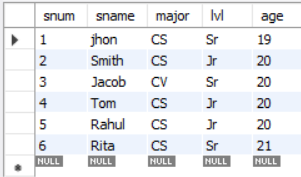 snum sname major lvl age
1 jhon CS Sr 19
2 Smith CS Jr 20
3 Jacob CV Sr 20
4 Tom CS Jr 20
5 Rahul CS Jr 20
6 Rita CS Sr 21
NULL NULL NULL NULL NULL